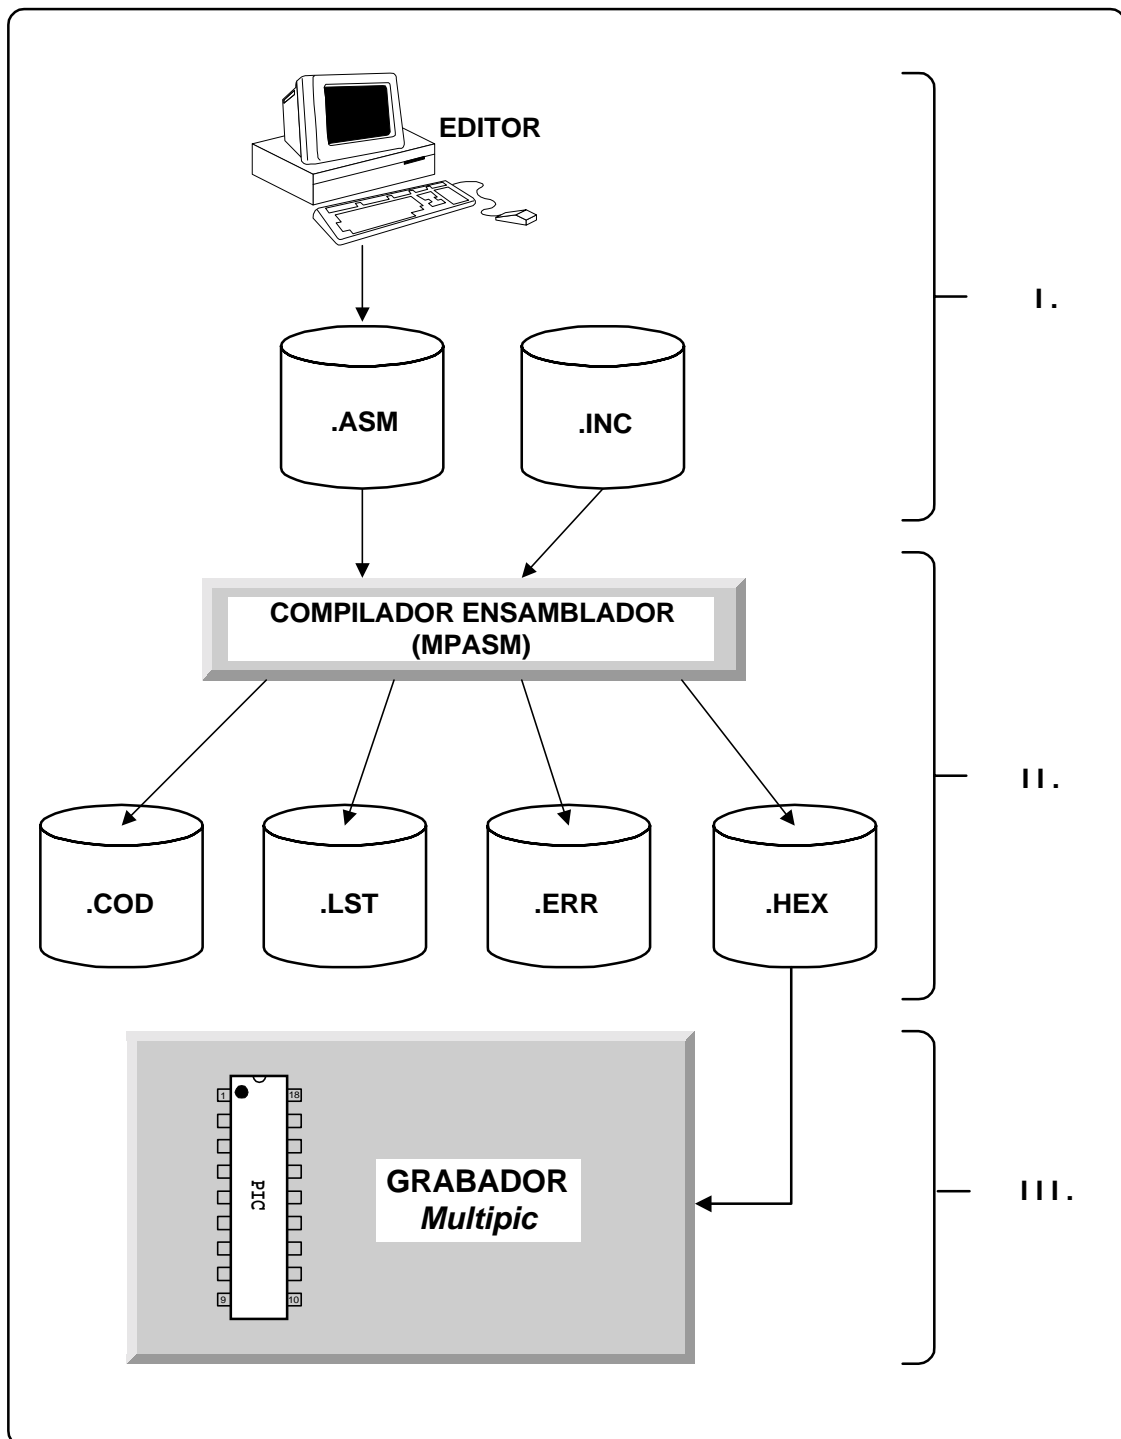 EDITOR
I.
.ASM
.INC
COMPILADOR ENSAMBLADOR
(MPASM)
II.
.COD
.LST
.ERR
.HEX
1
18
PIC
9
10
GRABADOR
Multipic
III.